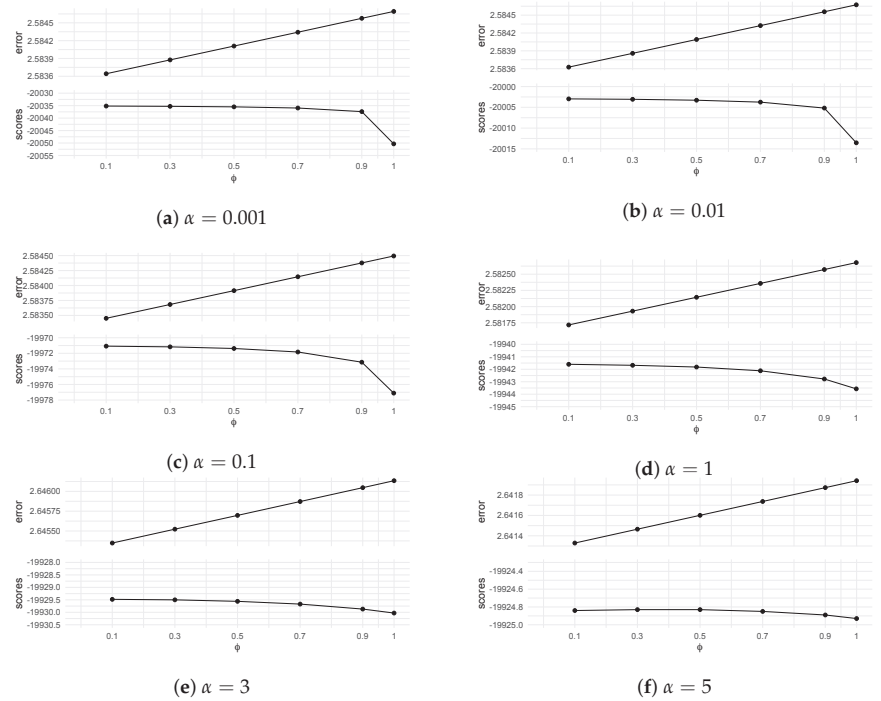 error
2.5845
2.5842
2.5839
2.5836
scores
-20030
-20035
-20040
-20045
-20050
-20055
0.1 0.3 0.5 0.7 0.9 1
ϕ
(a) α = 0.001
error
2.5845
2.5842
2.5839
2.5836
scores
-20000
-20005
-20010
-20015
0.1 0.3 0.5 0.7 0.9 1
ϕ
(b) α = 0.01
error
2.58450
2.58425
2.58400
2.58375
2.58350
scores
-19970
-19972
-19974
-19976
-19978
0.1 0.3 0.5 0.7 0.9 1
ϕ
(c) α = 0.1
error
2.58250
2.58225
2.58200
2.58175
scores
-19940
-19941
-19942
-19943
-19944
-19945
0.1 0.3 0.5 0.7 0.9 1
ϕ
(d) α = 1
error
2.64600
2.64575
2.64550
scores
-19928.0
-19928.5
-19929.0
-19929.5
-19930.0
-19930.5
0.1 0.3 0.5 0.7 0.9 1
ϕ
(e) α = 3
error
2.6418
2.6416
2.6414
scores
-19924.4
-19924.6
-19924.8
-19925.0
0.1 0.3 0.5 0.7 0.9 1
ϕ
(f) α = 5